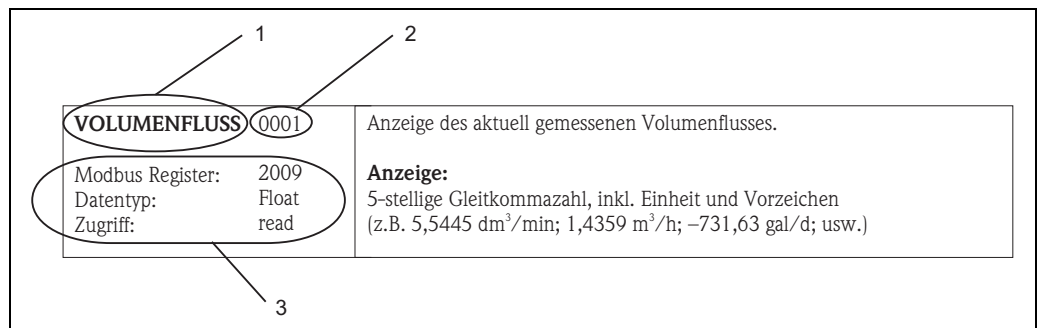 1
2
VOLUMENFLUSS 0001
Modbus Register: 2009
Datentyp: Float
Zugriff: read
Anzeige des aktuell gemessenen Volumenflusses.
Anzeige:
5-stellige Gleitkommazahl, inkl. Einheit und Vorzeichen
(z.B. 5,5445 dm³/min; 1,4359 m³/h; –731,63 gal/d; usw.)
3